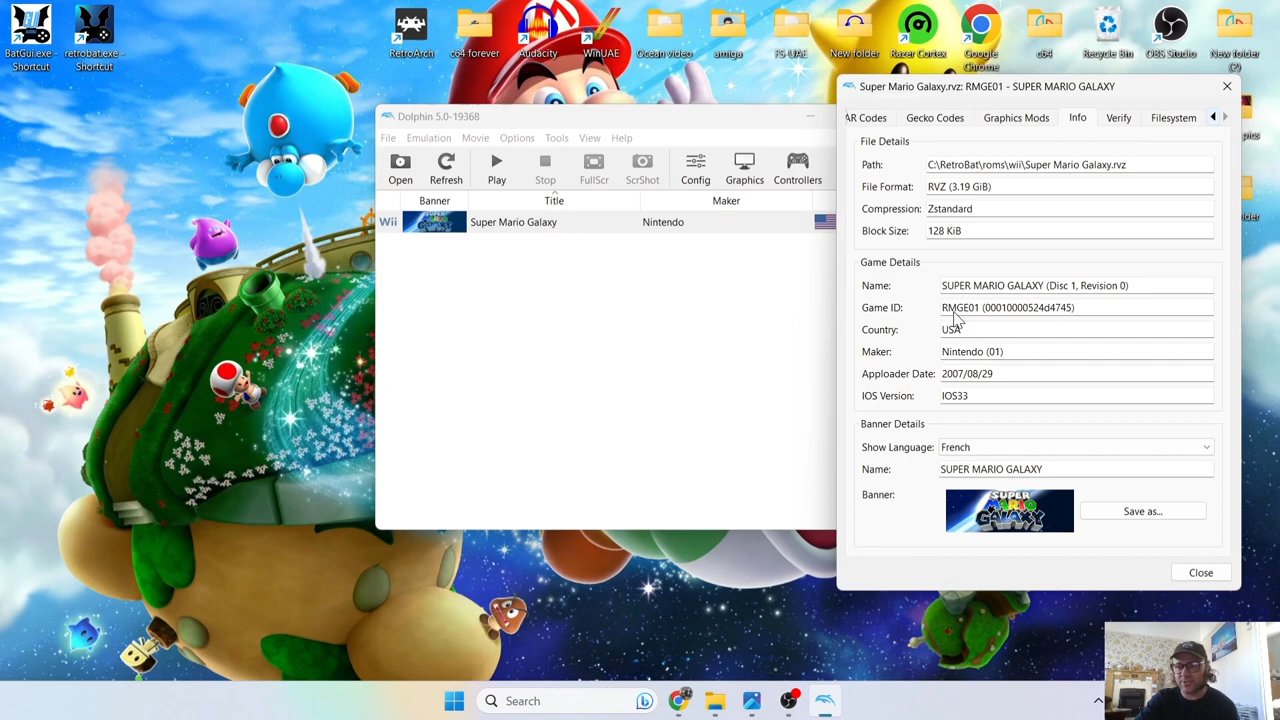 BatGui.exe - Shortcut
retrobat.exe - Shortcut
RetroArch
c64 forever
Audacity
WinUAE
Ocean video
amiga
FS-UAE
New folder
Razer Cortex
Google Chrome
c64
Recycle Bin
OBS Studio
New folder (2)
Dolphin 5.0-19368
File Emulation Movie Options Tools View Help
Open Refresh Play Stop FullScr ScrShot Config Graphics Controllers
Banner Title Maker
Wii SUPER MARIO GALAXY Super Mario Galaxy Nintendo
Super Mario Galaxy.rvz: RMGE01 - SUPER MARIO GALAXY
AR Codes Gecko Codes Graphics Mods Info Verify Filesystem
File Details
Path: C:\RetroBat\roms\wii\Super Mario Galaxy.rvz
File Format: RVZ (3.19 GiB)
Compression: Zstandard
Block Size: 128 KiB
Game Details
Name: SUPER MARIO GALAXY (Disc 1, Revision 0)
Game ID: RMGE01 (00010000524d4745)
Country: USA
Maker: Nintendo (01)
Apploader Date: 2007/08/29
IOS Version: IOS33
Banner Details
Show Language: French
Name: SUPER MARIO GALAXY
Banner: SUPER MARIO GALAXY Save as...
Close
pics
Search